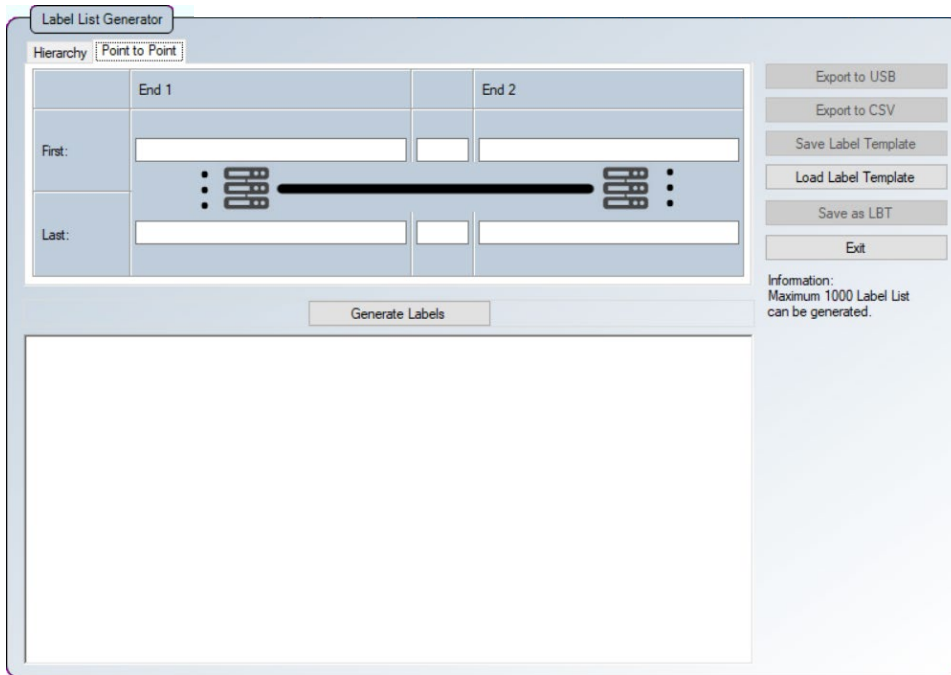 Label List Generator
Hierarchy Point to Point
End 1 End 2
First:
Last:
Generate Labels
Export to USB
Export to CSV
Save Label Template
Load Label Template
Save as LBT
Exit
Information:
Maximum 1000 Label List
can be generated.